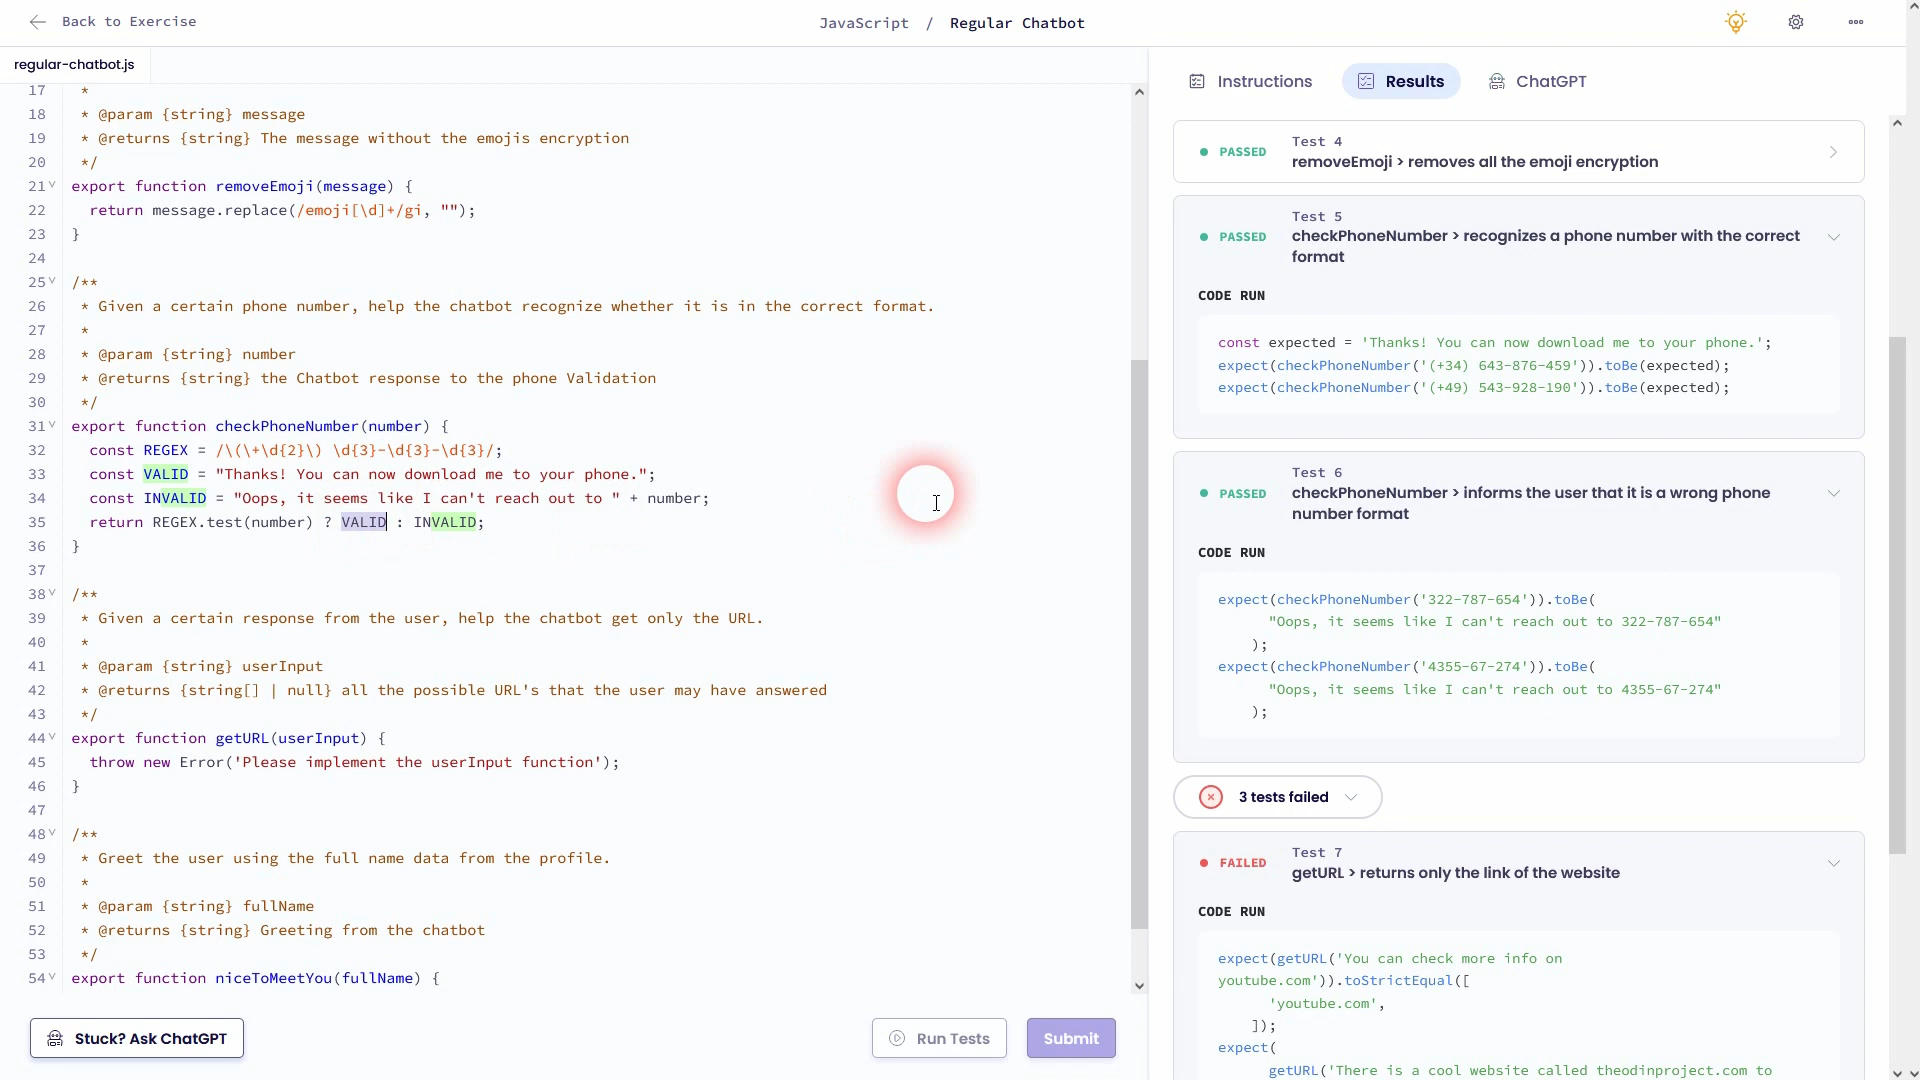 Back to Exercise
JavaScript / Regular Chatbot
regular-chatbot.js
Instructions
Results
ChatGPT
17 *
18 * @param {string} message
19 * @returns {string} The message without the emojis encryption
20 */
21 export function removeEmoji(message) {
22 return message.replace(/emoji[\d]+/gi, "");
23 }
24
25 /**
26 * Given a certain phone number, help the chatbot recognize whether it is in the correct format.
27 *
28 * @param {string} number
29 * @returns {string} the Chatbot response to the phone Validation
30 */
31 export function checkPhoneNumber(number) {
32 const REGEX = /\(\+\d{2}\) \d{3}-\d{3}-\d{3}/;
33 const VALID = "Thanks! You can now download me to your phone.";
34 const INVALID = "Oops, it seems like I can't reach out to " + number;
35 return REGEX.test(number) ? VALID : INVALID;
36 }
37
38 /**
39 * Given a certain response from the user, help the chatbot get only the URL.
40 *
41 * @param {string} userInput
42 * @returns {string[] | null} all the possible URL's that the user may have answered
43 */
44 export function getURL(userInput) {
45 throw new Error('Please implement the userInput function');
46 }
47
48 /**
49 * Greet the user using the full name data from the profile.
50 *
51 * @param {string} fullName
52 * @returns {string} Greeting from the chatbot
53 */
54 export function niceToMeetYou(fullName) {
Stuck? Ask ChatGPT
Run Tests
Submit
Test 4
PASSED
removeEmoji > removes all the emoji encryption
Test 5
PASSED
checkPhoneNumber > recognizes a phone number with the correct
format
CODE RUN
const expected = 'Thanks! You can now download me to your phone.';
expect(checkPhoneNumber('(+34) 643-876-459')).toBe(expected);
expect(checkPhoneNumber('(+49) 543-928-190')).toBe(expected);
Test 6
PASSED
checkPhoneNumber > informs the user that it is a wrong phone
number format
CODE RUN
expect(checkPhoneNumber('322-787-654')).toBe(
"Oops, it seems like I can't reach out to 322-787-654"
);
expect(checkPhoneNumber('4355-67-274')).toBe(
"Oops, it seems like I can't reach out to 4355-67-274"
);
3 tests failed
Test 7
FAILED
getURL > returns only the link of the website
CODE RUN
expect(getURL('You can check more info on
youtube.com')).toStrictEqual([
'youtube.com',
]);
expect(
getURL('There is a cool website called theodinproject.com to